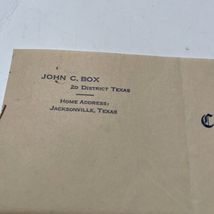 JOHN C. BOX
2D DISTRICT TEXAS
HOME ADDRESS:
JACKSONVILLE, TEXAS
C